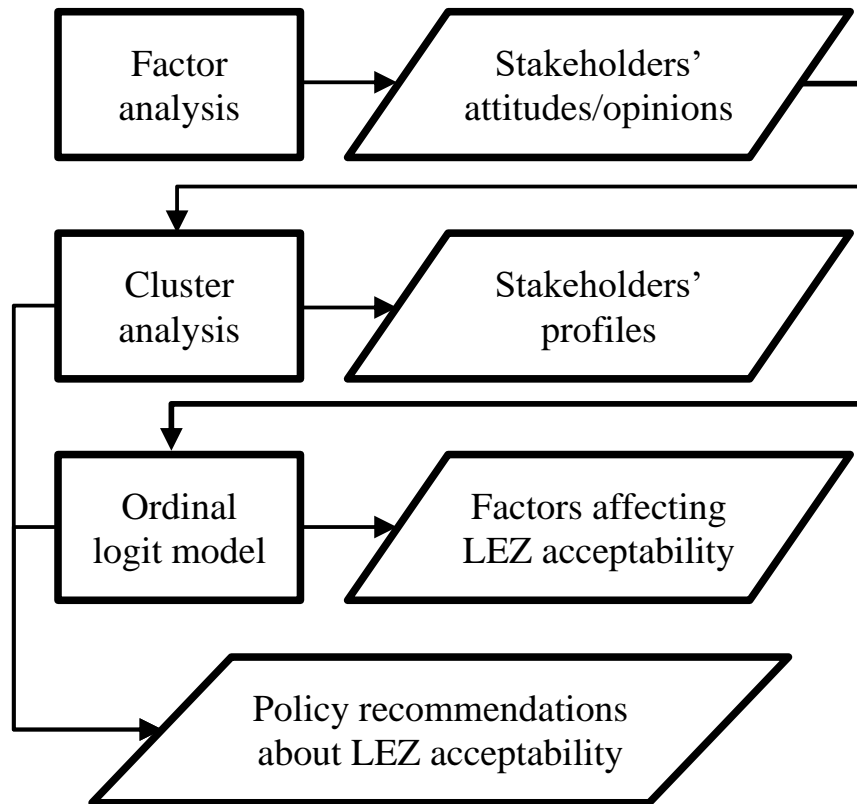 Factor
analysis
Stakeholders’
attitudes/opinions
Cluster
analysis
Stakeholders’
profiles
Ordinal
logit model
Factors affecting
LEZ acceptability
Policy recommendations
about LEZ acceptability